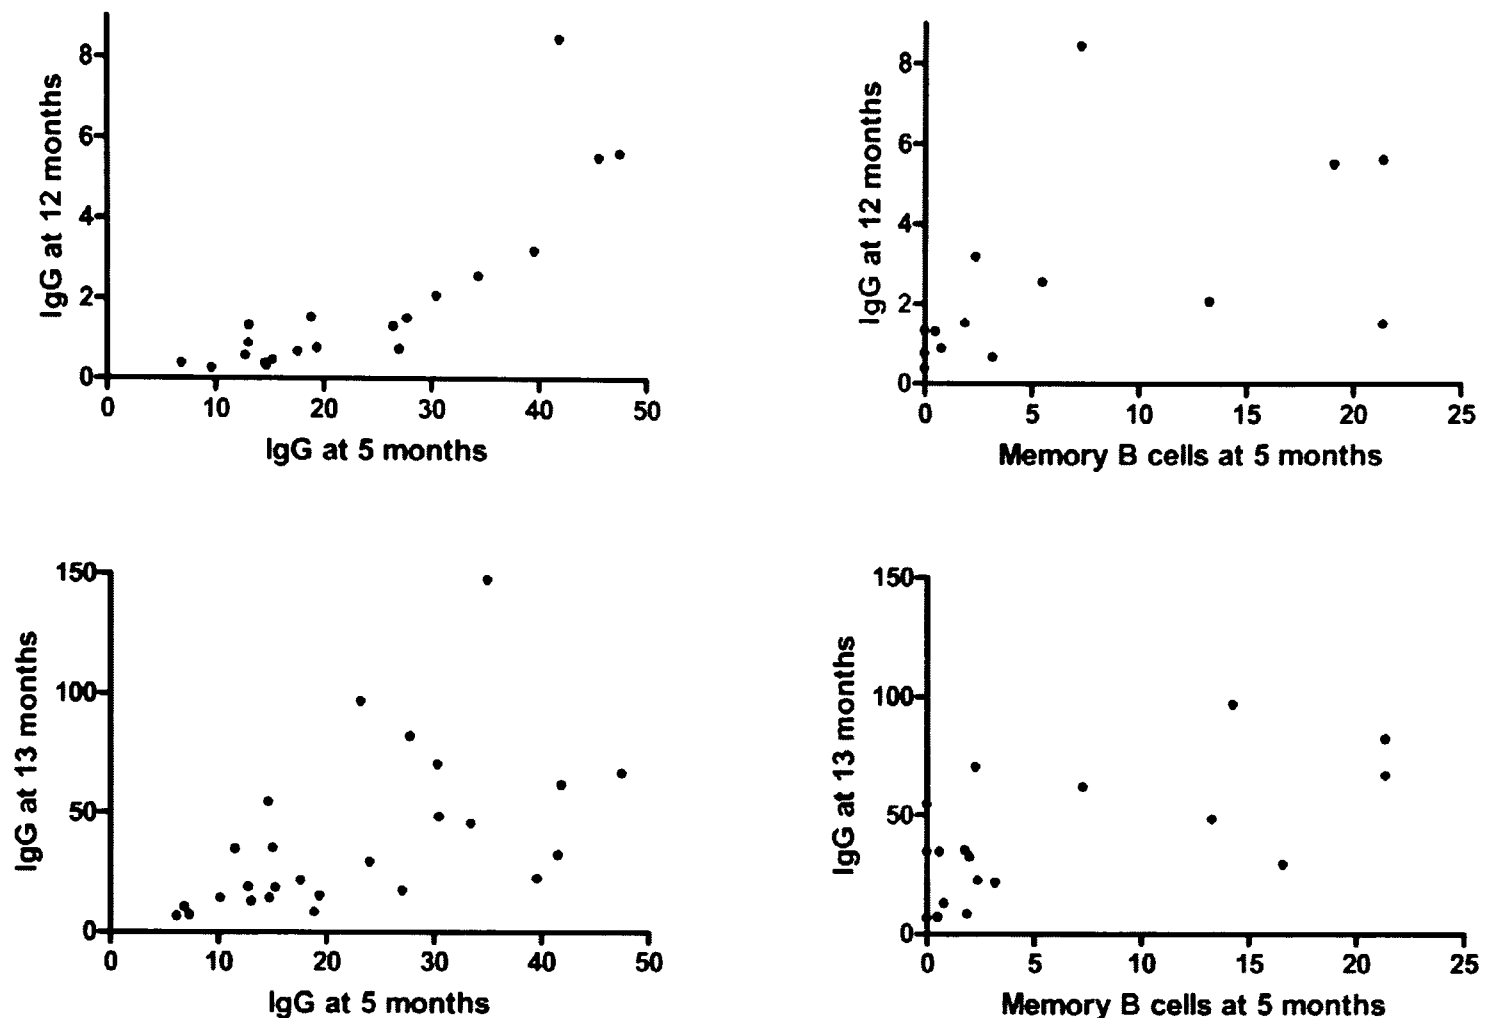 8
6
4
2
0
IgG at 12 months
0 10 20 30 40 50
IgG at 5 months
8
6
4
2
0
IgG at 12 months
0 5 10 15 20 25
Memory B cells at 5 months
150
100
50
0
IgG at 13 months
0 10 20 30 40 50
IgG at 5 months
150
100
50
0
IgG at 13 months
0 5 10 15 20 25
Memory B cells at 5 months